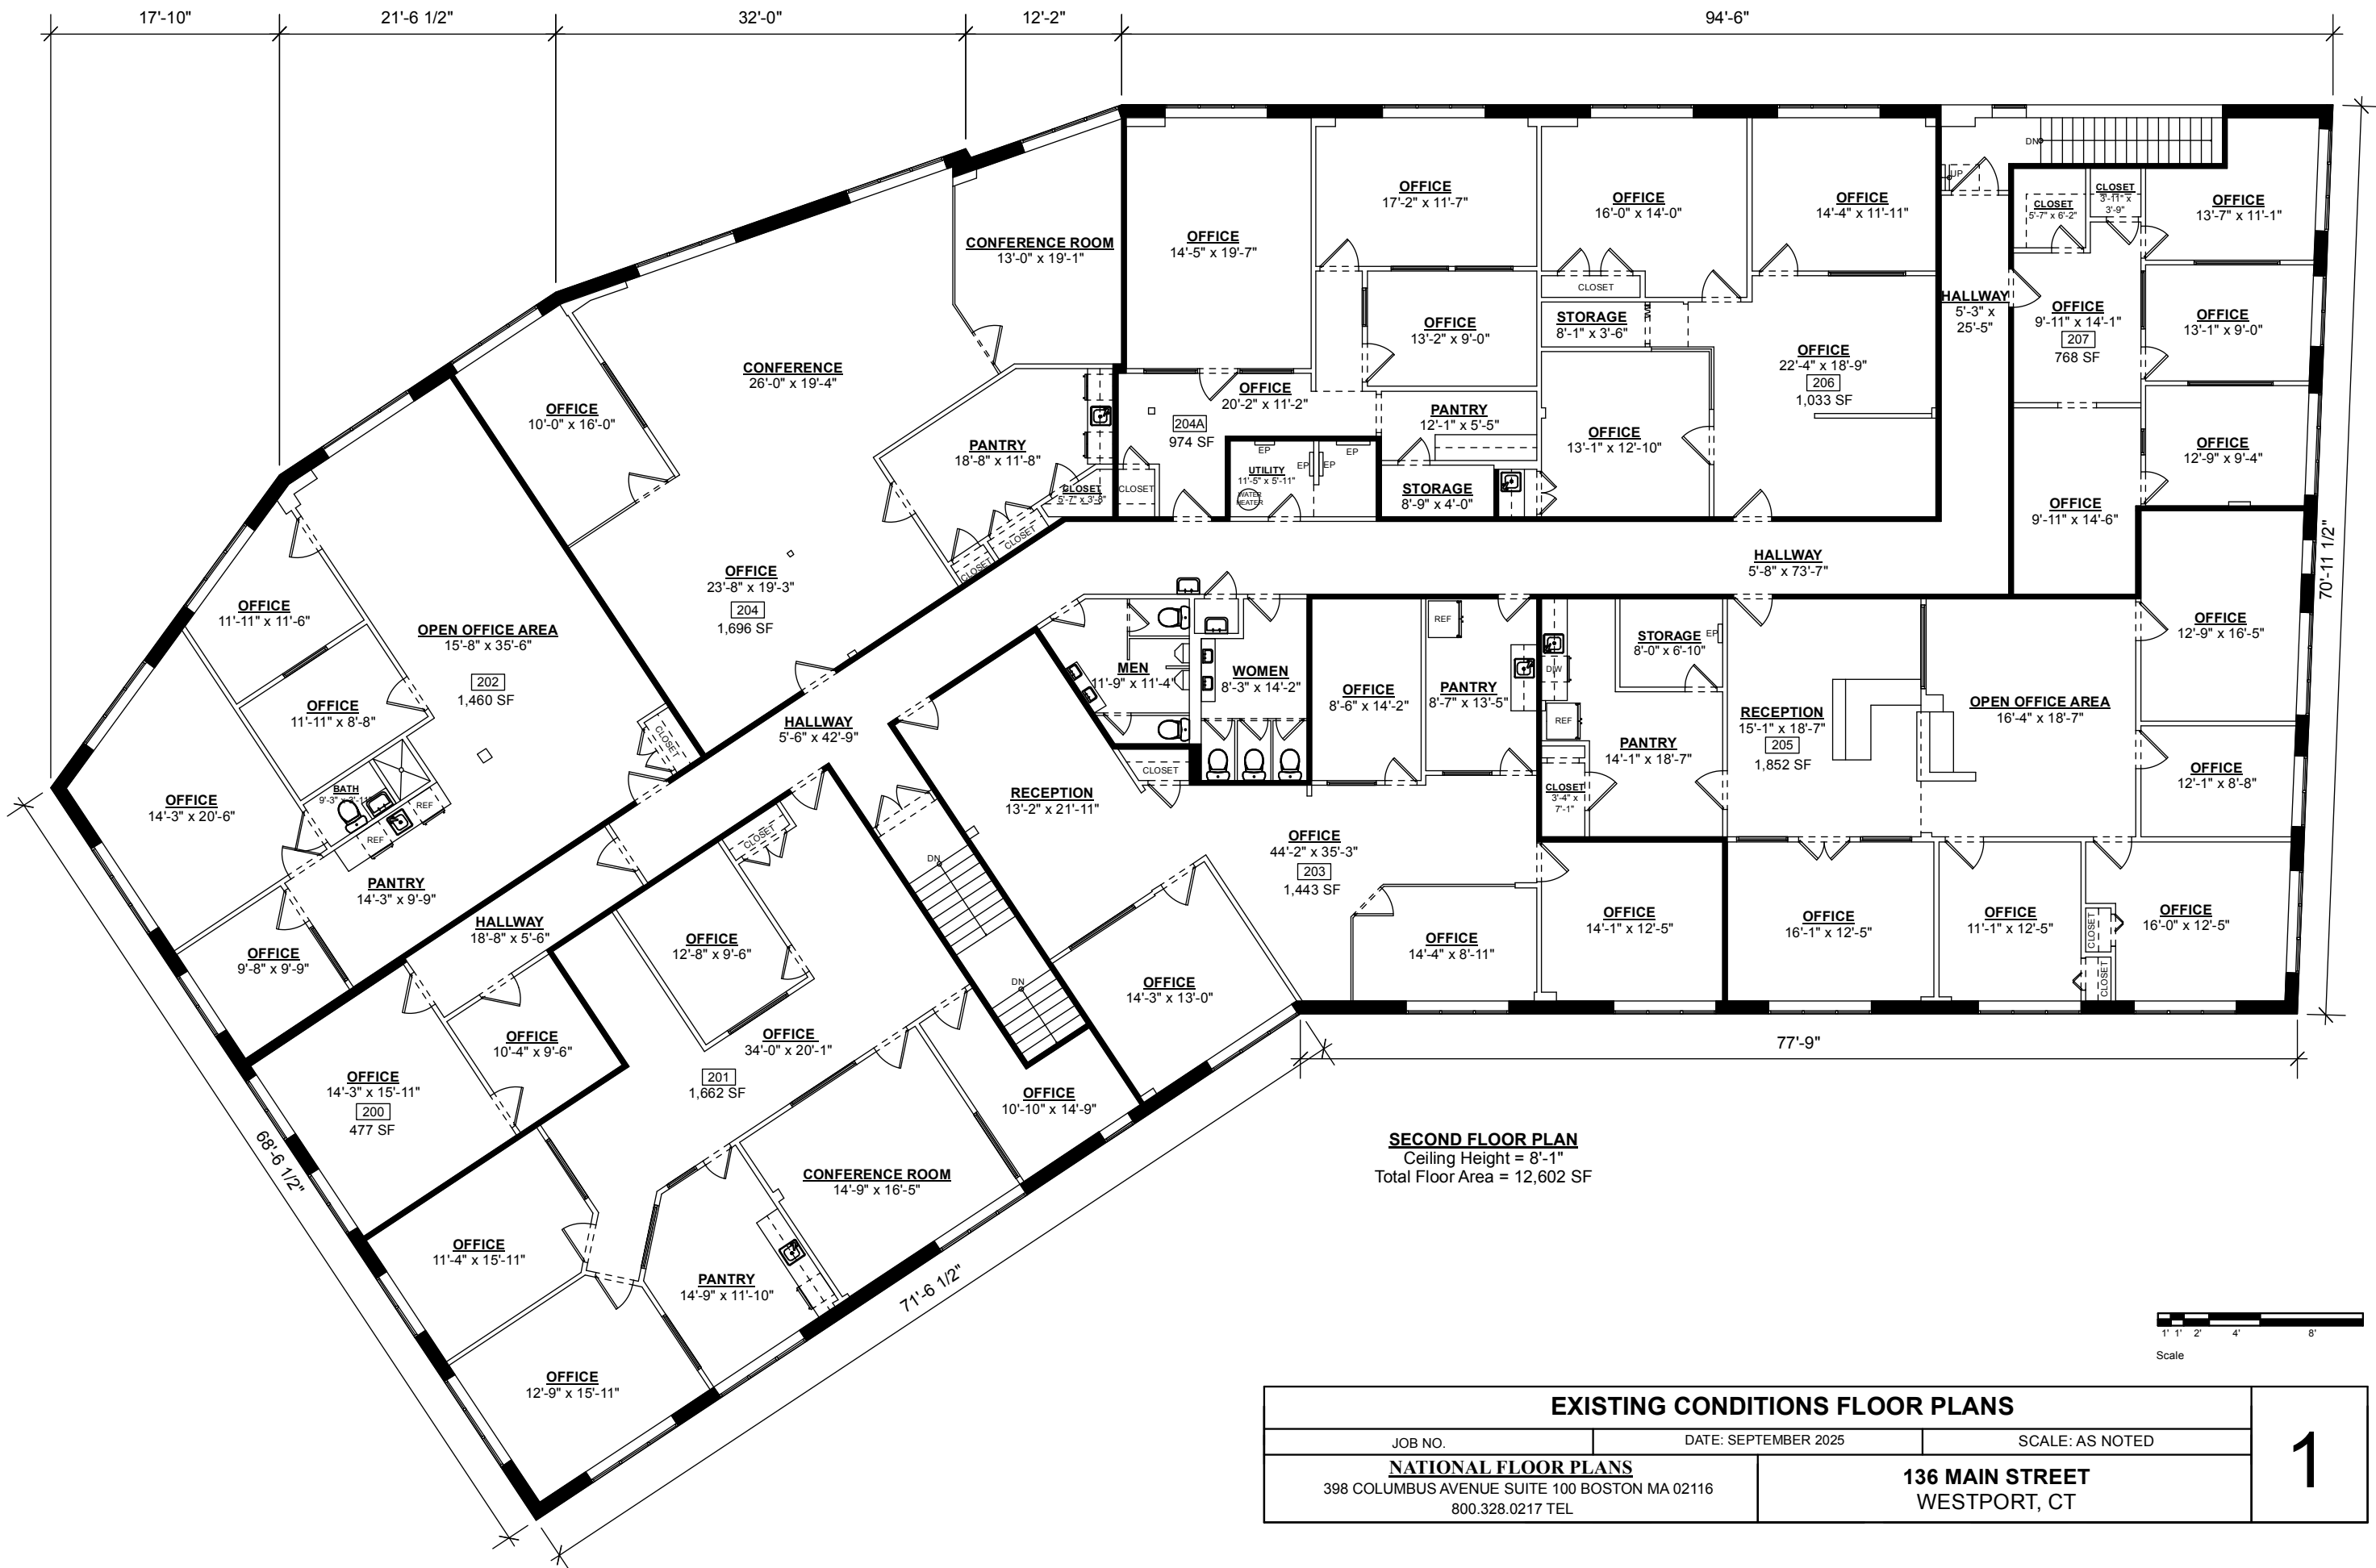 17'-10"
21'-6 1/2"
32'-0"
12'-2"
94'-6"
CONFERENCE ROOM
13'-0" x 19'-1"
OFFICE
14'-5" x 19'-7"
OFFICE
17'-2" x 11'-7"
OFFICE
16'-0" x 14'-0"
OFFICE
14'-4" x 11'-11"
DN
UP
CLOSET
5'-7" x 6'-2"
CLOSET
3'-11" x
3'-9"
OFFICE
13'-7" x 11'-1"
CLOSET
STORAGE
8'-1" x 3'-6"
OFFICE
13'-2" x 9'-0"
HALLWAY
5'-3" x
25'-5"
OFFICE
9'-11" x 14'-1"
207
768 SF
OFFICE
13'-1" x 9'-0"
CONFERENCE
26'-0" x 19'-4"
OFFICE
22'-4" x 18'-9"
206
1,033 SF
OFFICE
10'-0" x 16'-0"
OFFICE
20'-2" x 11'-2"
204A
974 SF
PANTRY
12'-1" x 5'-5"
OFFICE
13'-1" x 12'-10"
OFFICE
12'-9" x 9'-4"
PANTRY
18'-8" x 11'-8"
CLOSET
5'-7" x 3'-8"
CLOSET
EP
EP
EP
EP
UTILITY
11'-5" x 5'-11"
WATER
HEATER
STORAGE
8'-9" x 4'-0"
OFFICE
9'-11" x 14'-6"
CLOSET
CLOSET
HALLWAY
5'-8" x 73'-7"
70'-11 1/2"
OFFICE
23'-8" x 19'-3"
204
1,696 SF
OFFICE
11'-11" x 11'-6"
OPEN OFFICE AREA
15'-8" x 35'-6"
202
1,460 SF
OFFICE
11'-11" x 8'-8"
MEN
11'-9" x 11'-4"
WOMEN
8'-3" x 14'-2"
OFFICE
8'-6" x 14'-2"
REF
PANTRY
8'-7" x 13'-5"
D/W
REF
STORAGE
8'-0" x 6'-10"
EP
OFFICE
12'-9" x 16'-5"
RECEPTION
15'-1" x 18'-7"
205
1,852 SF
OPEN OFFICE AREA
16'-4" x 18'-7"
PANTRY
14'-1" x 18'-7"
OFFICE
12'-1" x 8'-8"
CLOSET
3'-4" x
7'-1"
HALLWAY
5'-6" x 42'-9"
CLOSET
CLOSET
RECEPTION
13'-2" x 21'-11"
OFFICE
14'-3" x 20'-6"
BATH
9'-3" x 3'-11"
REF
REF
CLOSET
DN
OFFICE
44'-2" x 35'-3"
203
1,443 SF
PANTRY
14'-3" x 9'-9"
HALLWAY
18'-8" x 5'-6"
OFFICE
9'-8" x 9'-9"
OFFICE
12'-8" x 9'-6"
OFFICE
14'-4" x 8'-11"
OFFICE
14'-1" x 12'-5"
OFFICE
16'-1" x 12'-5"
OFFICE
11'-1" x 12'-5"
CLOSET
CLOSET
OFFICE
16'-0" x 12'-5"
DN
OFFICE
14'-3" x 13'-0"
OFFICE
10'-4" x 9'-6"
OFFICE
34'-0" x 20'-1"
201
1,662 SF
77'-9"
OFFICE
14'-3" x 15'-11"
200
477 SF
OFFICE
10'-10" x 14'-9"
68'-6 1/2"
SECOND FLOOR PLAN
Ceiling Height = 8'-1"
Total Floor Area = 12,602 SF
CONFERENCE ROOM
14'-9" x 16'-5"
OFFICE
11'-4" x 15'-11"
PANTRY
14'-9" x 11'-10"
71'-6 1/2"
OFFICE
12'-9" x 15'-11"
1' 1' 2' 4' 8'
Scale
EXISTING CONDITIONS FLOOR PLANS
JOB NO.
DATE: SEPTEMBER 2025
SCALE: AS NOTED
NATIONAL FLOOR PLANS
398 COLUMBUS AVENUE SUITE 100 BOSTON MA 02116
800.328.0217 TEL
136 MAIN STREET
WESTPORT, CT
1